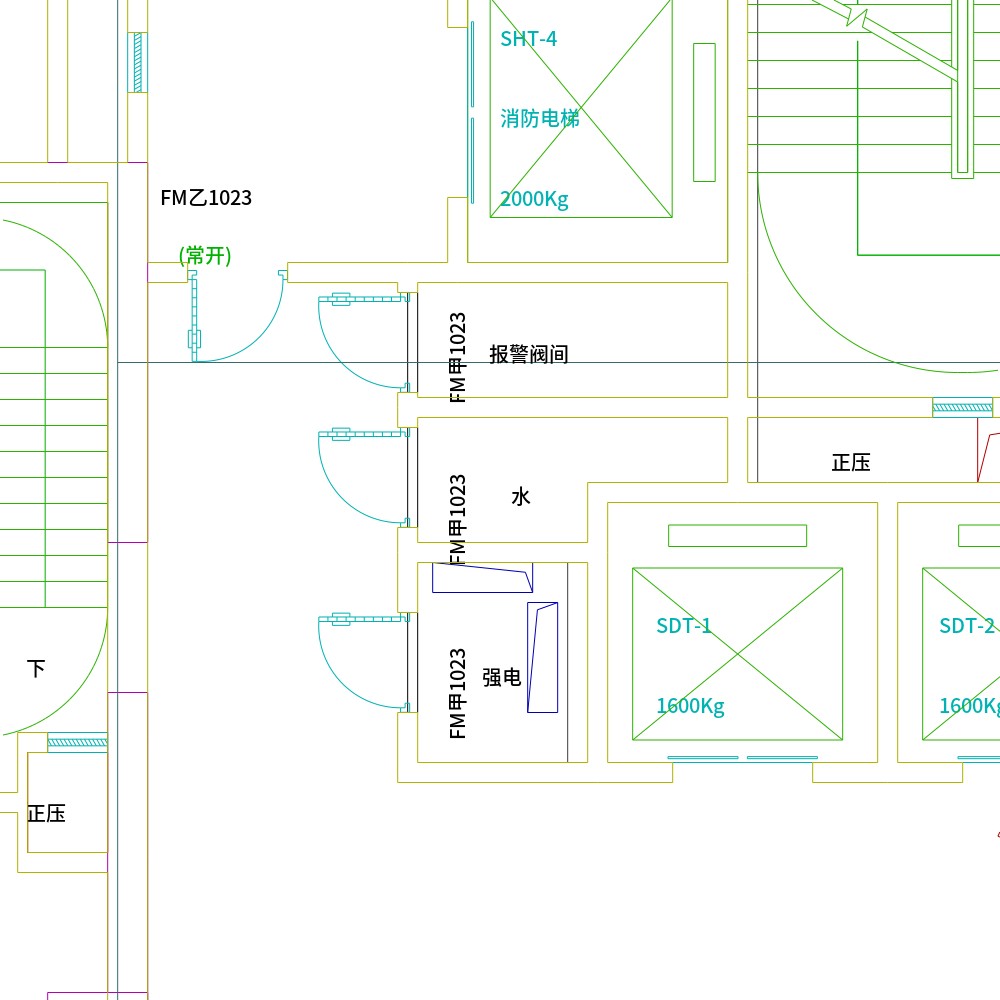 SHT-4
消防电梯
2000Kg
FM乙1023
(常开)
FM甲1023
报警阀间
正压
FM甲1023
水
SDT-1
SDT-2
FM甲1023
强电
下
1600Kg
1600Kg
正压